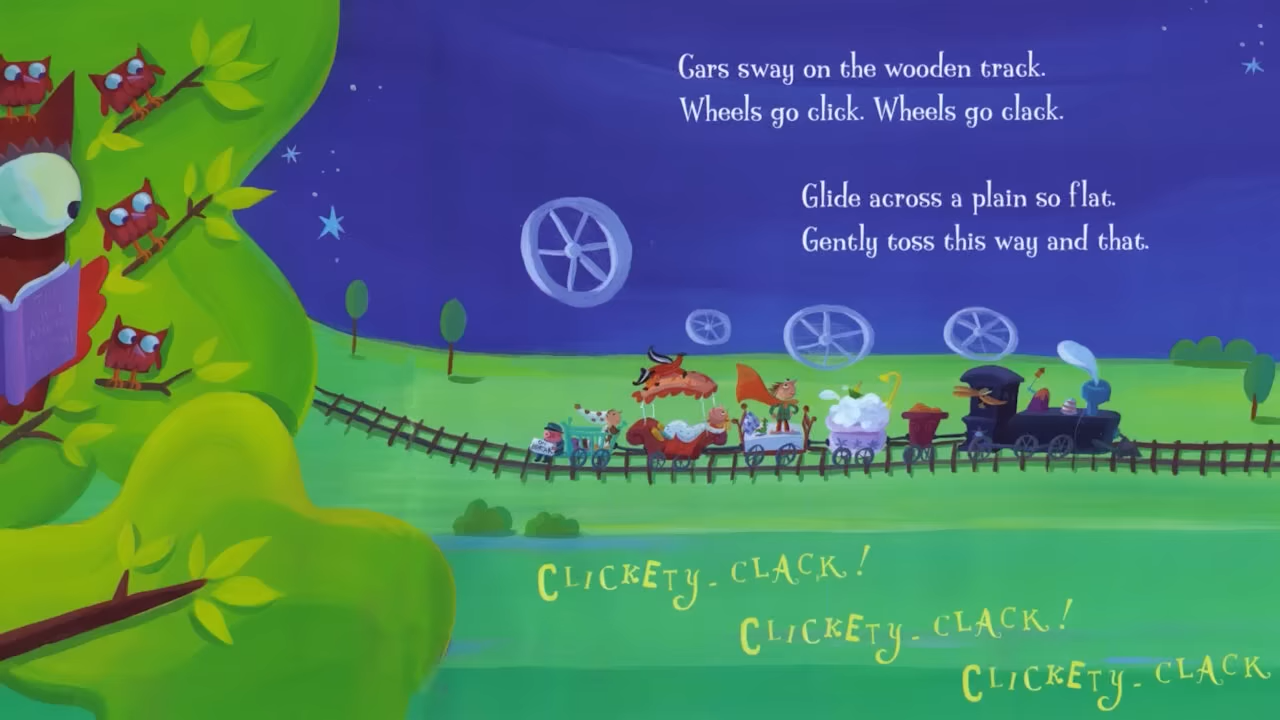 Cars sway on the wooden track.
Wheels go click. Wheels go clack.
Glide across a plain so flat.
Gently toss this way and that.
CLICKETY-CLACK!
CLICKETY-CLACK!
CLICKETY-CLACK